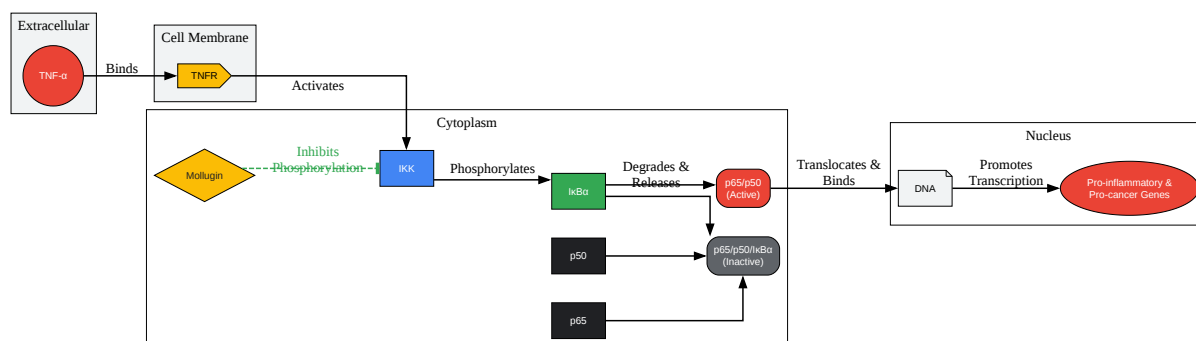 Extracellular
TNF-α
Binds
Cell Membrane
TNFR
Activates
Cytoplasm
Mollugin
Inhibits
Phosphorylation
IKK
Phosphorylates
IκBα
Degrades &
Releases
p65/p50
(Active)
p50
p65/p50/IκBα
(Inactive)
p65
Translocates &
Binds
Nucleus
DNA
Promotes
Transcription
Pro-inflammatory &
Pro-cancer Genes